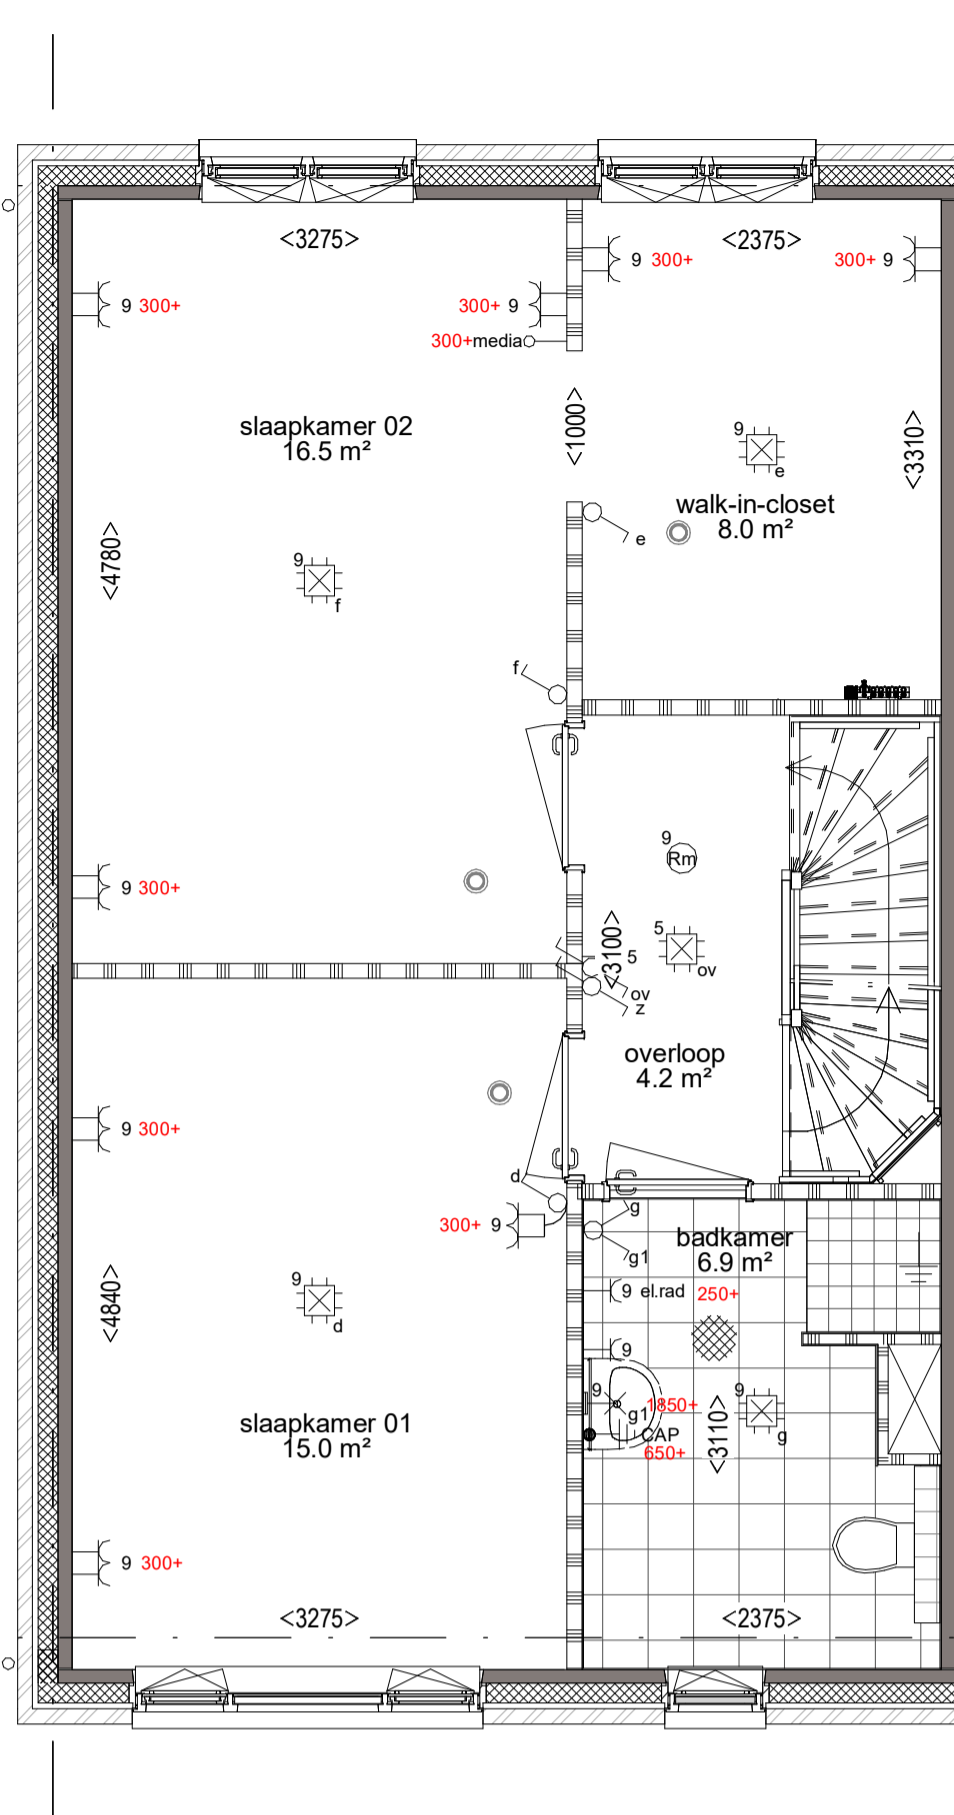 <3275>
<2375>
9 300+
300+ 9
9 300+
300+ 9
300+media
slaapkamer 02
16.5 m²
<1000>
9
e
<3310>
walk-in-closet
8.0 m²
e
<4780>
9
f
f
9
Rm
9 300+
<3100>
5
ov
5
ov
z
overloop
4.2 m²
9 300+
d
300+ 9
g
badkamer
6.9 m²
g1
9 el.rad 250+
<4840>
9
d
9
9
g1
1850+
CAP
650+
<3110>
9
g
slaapkamer 01
15.0 m²
9 300+
<3275>
<2375>